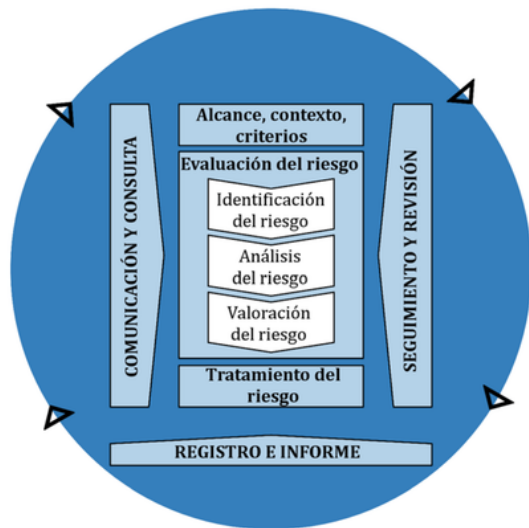 Alcance, contexto,
criterios
Evaluación del riesgo
Identificación
del riesgo
Análisis
del riesgo
Valoración
del riesgo
Tratamiento del
riesgo
COMUNICACIÓN Y CONSULTA
SEGUIMIENTO Y REVISIÓN
REGISTRO E INFORME